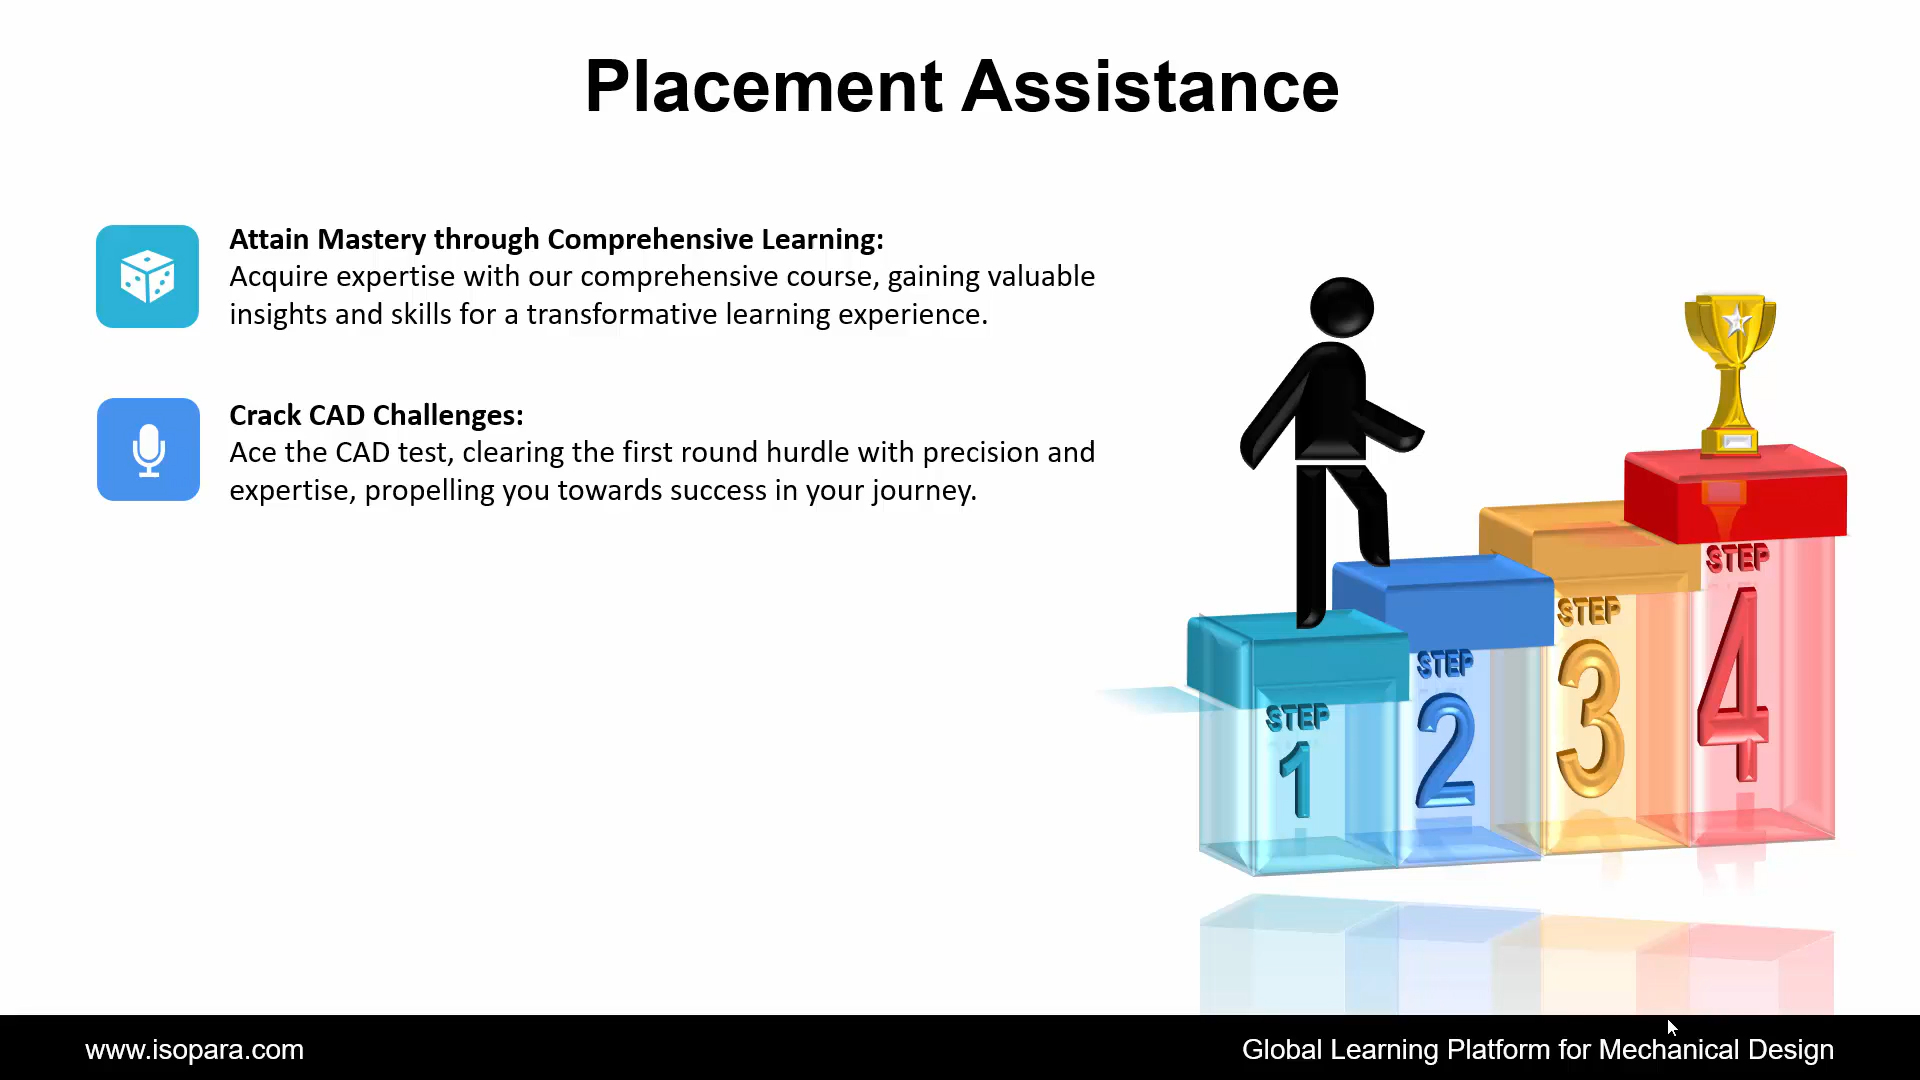 Placement Assistance
Attain Mastery through Comprehensive Learning:
Acquire expertise with our comprehensive course, gaining valuable
insights and skills for a transformative learning experience.
Crack CAD Challenges:
Ace the CAD test, clearing the first round hurdle with precision and
expertise, propelling you towards success in your journey.
STEP
1
STEP
2
STEP
3
STEP
4
www.isopara.com
Global Learning Platform for Mechanical Design